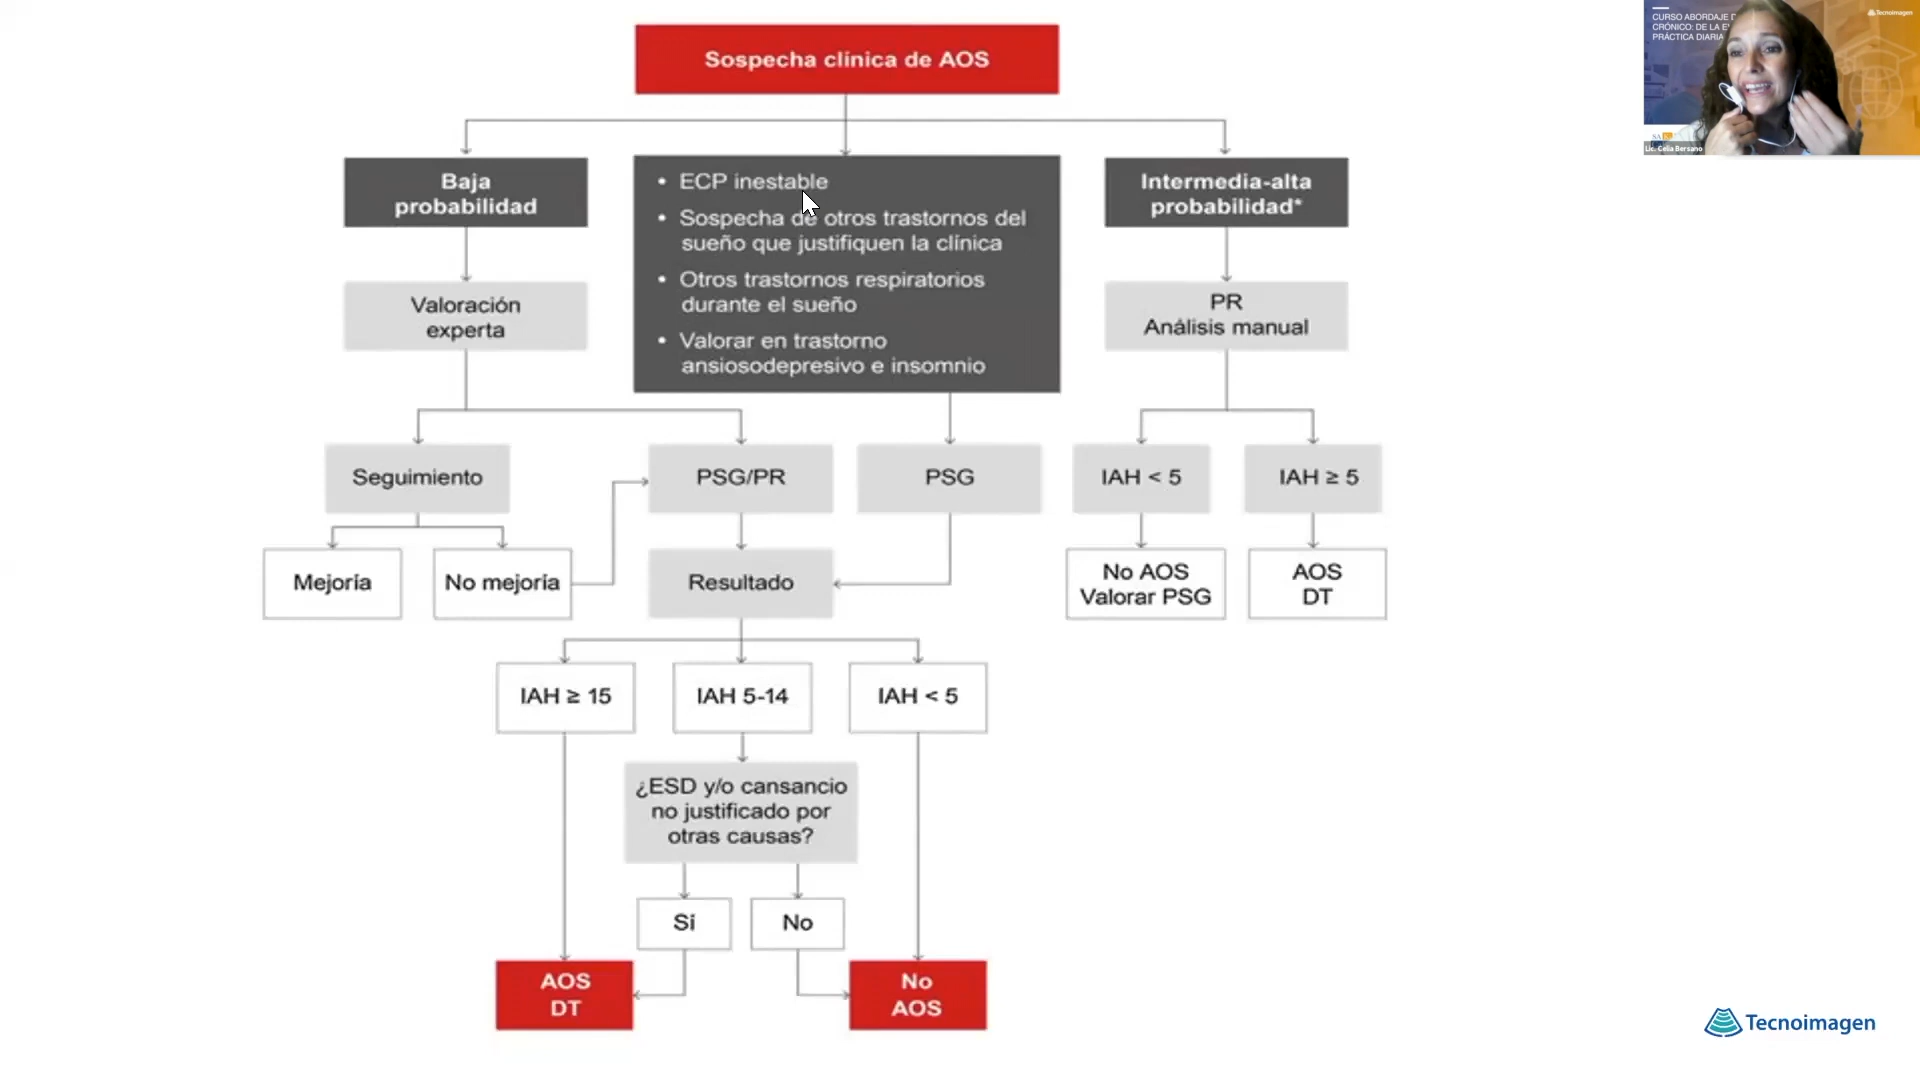 Sospecha clínica de AOS
Baja
probabilidad
• ECP inestable
• Sospecha de otros trastornos del
sueño que justifiquen la clínica
• Otros trastornos respiratorios
durante el sueño
• Valorar en trastorno
ansiosodepresivo e insomnio
Intermedia-alta
probabilidad*
Valoración
experta
PR
Análisis manual
Seguimiento
PSG/PR
PSG
IAH < 5
IAH ≥ 5
Mejoría
No mejoría
Resultado
No AOS
Valorar PSG
AOS
DT
IAH ≥ 15
IAH 5-14
IAH < 5
¿ESD y/o cansancio
no justificado por
otras causas?
Sí
No
AOS
DT
No
AOS
CURSO ABORDAJE
CRÓNICO: DE LA
PRÁCTICA DIARIA
Tecnoimagen
Lic. Celia Bersano
Tecnoimagen